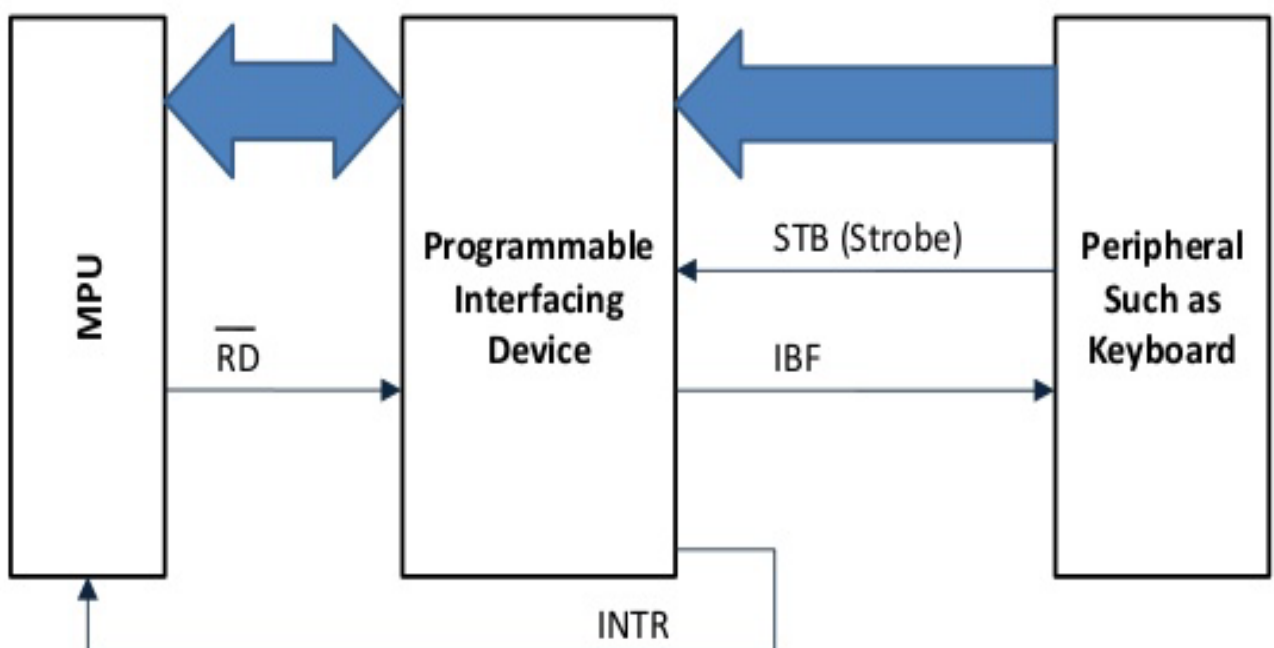 MPU
RD
Programmable
Interfacing
Device
STB (Strobe)
IBF
Peripheral
Such as
Keyboard
INTR